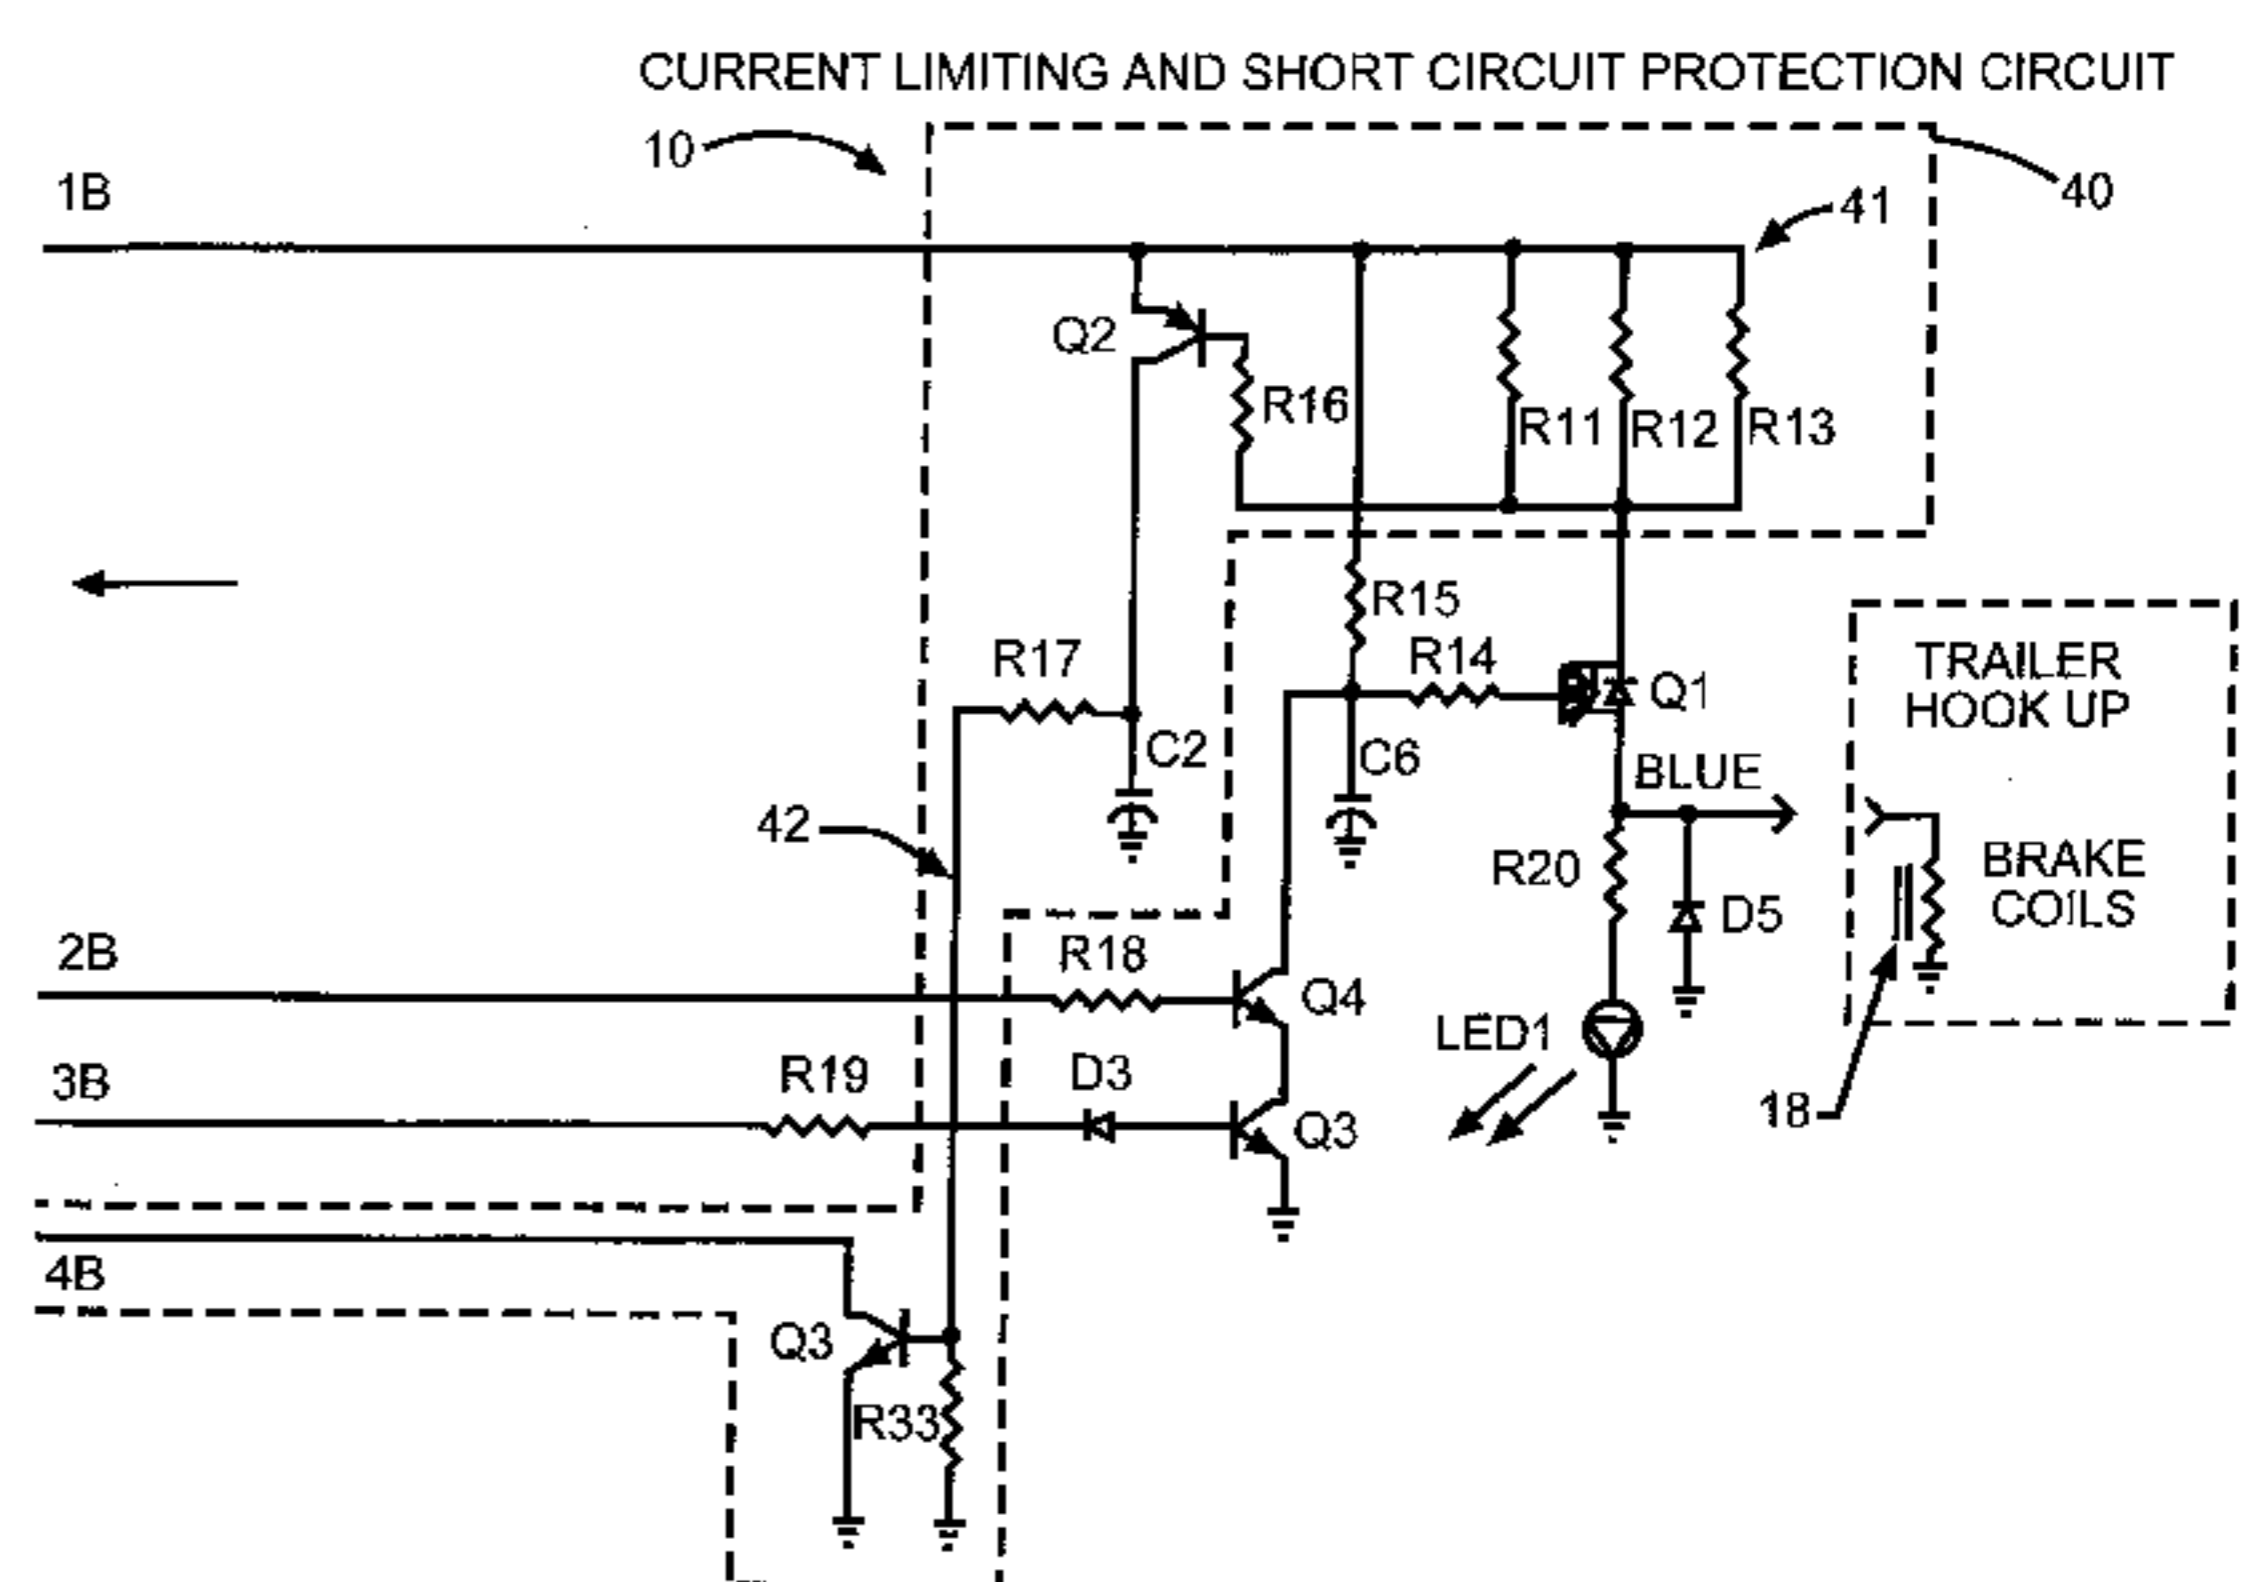 CURRENT LIMITING AND SHORT CIRCUIT PROTECTION CIRCUIT
10
40
1B
41
Q2
R16
R11
R12
R13
R15
R17
R14
Q1
TRAILER
HOOK UP
C2
C6
BLUE
42
R20
BRAKE
COILS
D5
2B
R18
Q4
LED1
3B
R19
D3
Q3
18
4B
Q3
R33